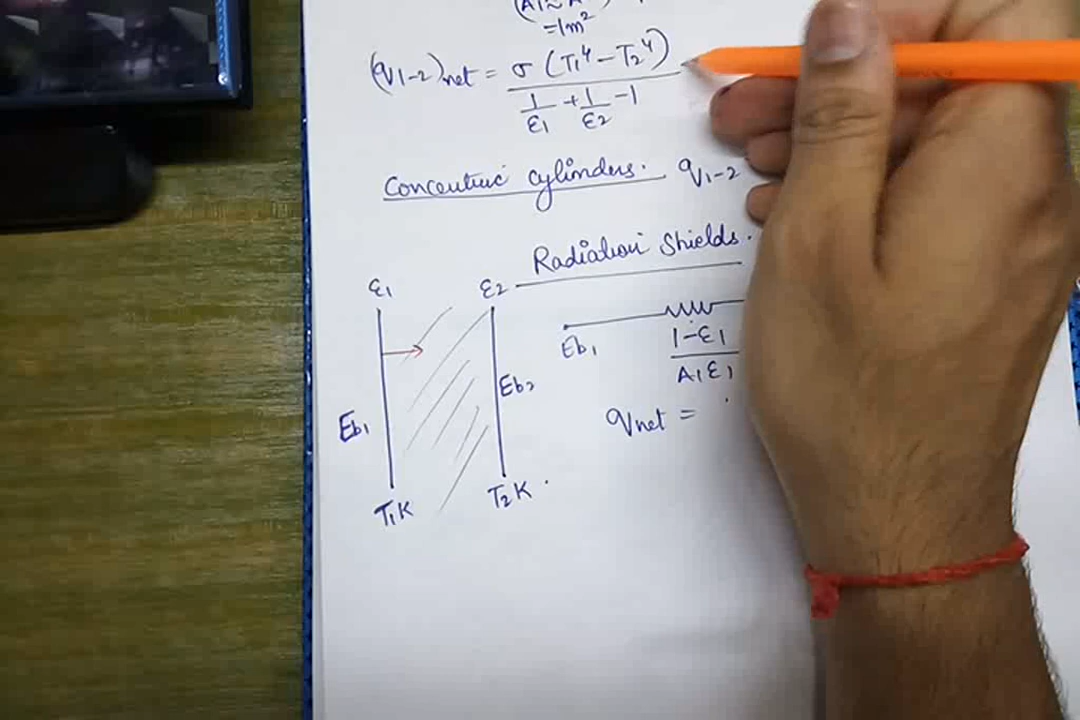 = 1m²
(q1-2)net = σ (T₁⁴ - T₂⁴)
1/ε1 + 1/ε2 - 1
Concentric cylinders. q1-2
Radiation Shields.
ε1 ε2
Eb1 1-ε1
A1ε1
Eb2
Eb1 qnet =
T1K T2K.